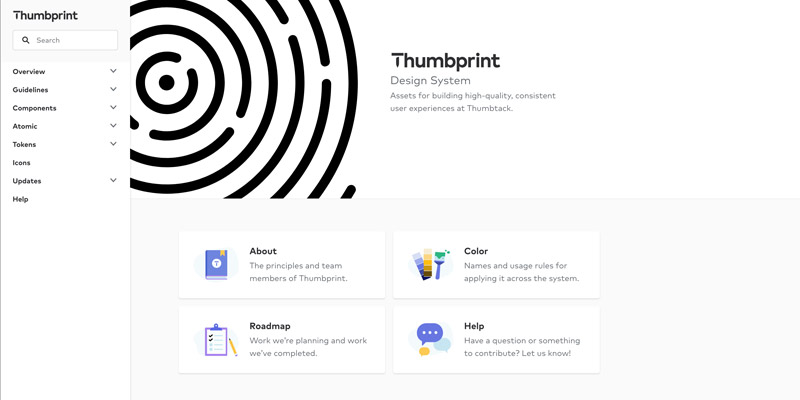 Thumbprint
Search
Overview
Guidelines
Components
Atomic
Tokens
Icons
Updates
Help
Thumbprint
Design System
Assets for building high-quality, consistent
user experiences at Thumbtack.
About
The principles and team
members of Thumbprint.
Color
Names and usage rules for
applying it across the system.
Roadmap
Work we're planning and work
we've completed.
Help
Have a question or something
to contribute? Let us know!